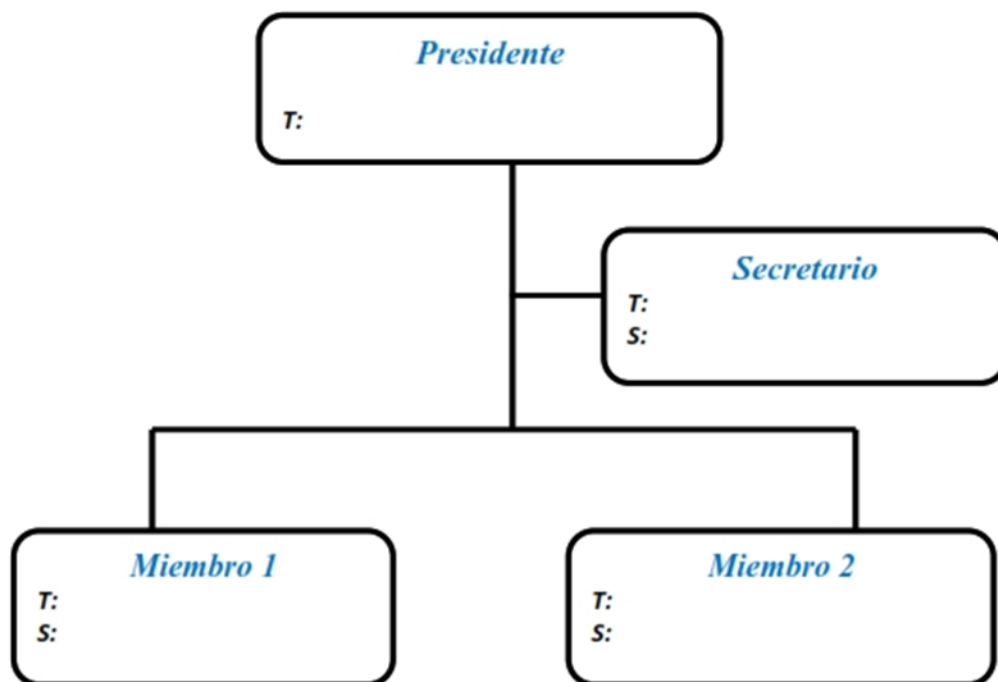 Presidente
T:
Secretario
T:
S:
Miembro 1
T:
S:
Miembro 2
T:
S: